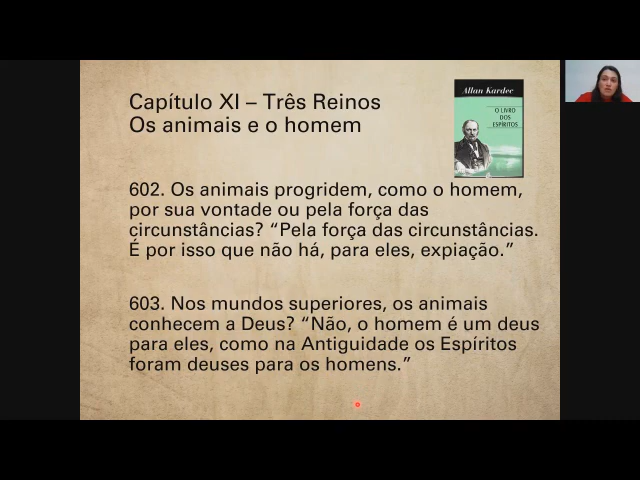 Capítulo XI – Três Reinos
Os animais e o homem
Allan Kardec
O LIVRO
DOS
ESPÍRITOS
602. Os animais progridem, como o homem,
por sua vontade ou pela força das
circunstâncias? “Pela força das circunstâncias.
É por isso que não há, para eles, expiação.”
603. Nos mundos superiores, os animais
conhecem a Deus? “Não, o homem é um deus
para eles, como na Antiguidade os Espíritos
foram deuses para os homens.”